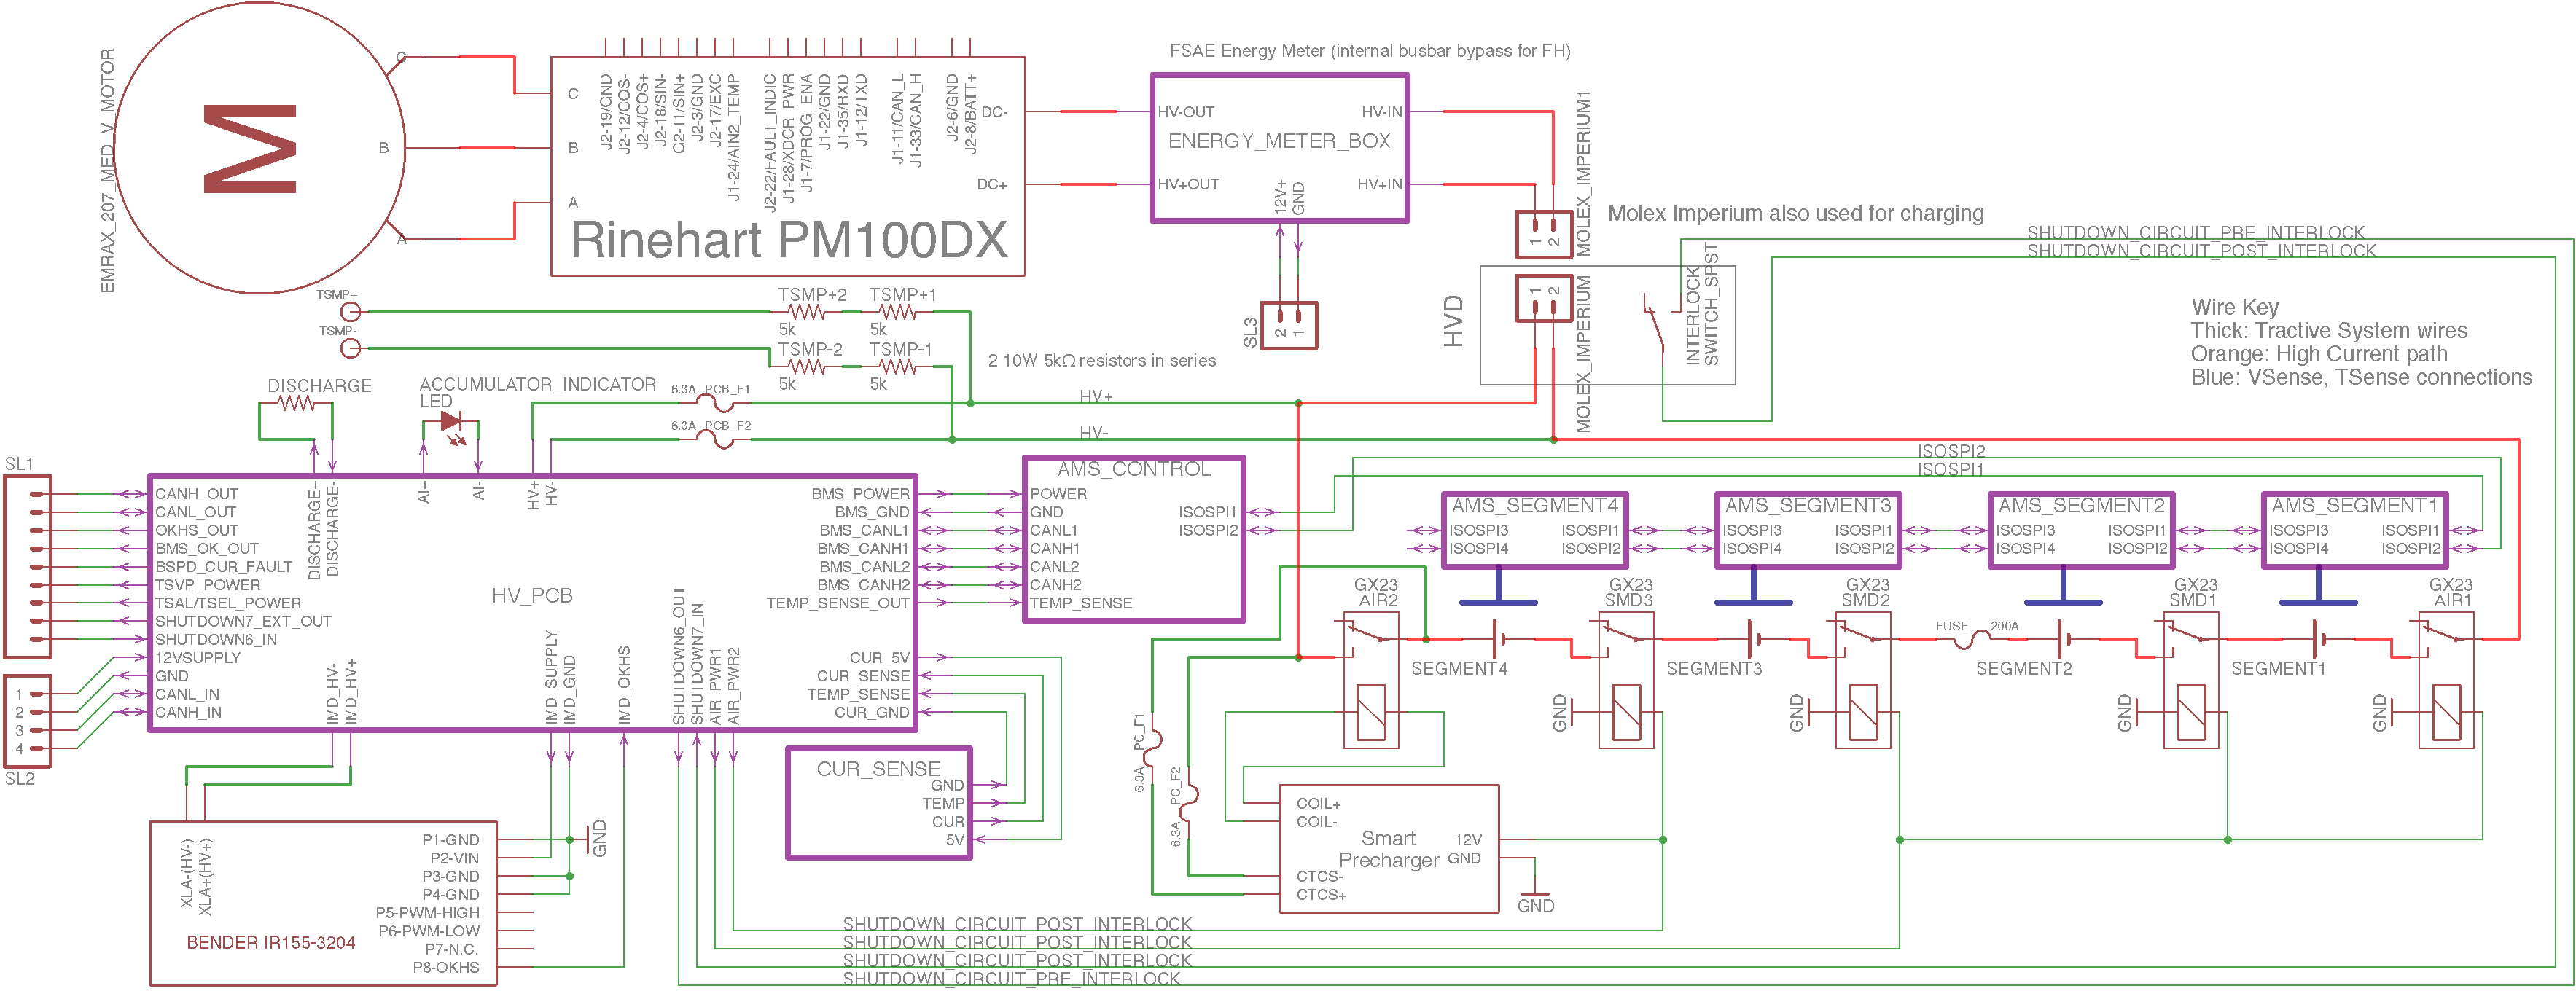 EMRAX_207_MED_V_MOTOR
M
C
B
A
C
B
A
J2-19/GND
J2-12/COS-
J2-4/COS+
J2-18/SIN-
G2-11/SIN+
J2-3/GND
J2-17/EXC
J1-24/AIN2_TEMP
J2-22/FAULT_INDIC
J1-28/XDCR_PWR
J1-7/PROG_ENA
J1-22/GND
J1-35/RXD
J1-12/TXD
J1-11/CAN_L
J1-33/CAN_H
J2-6/GND
J2-8/BATT+
DC-
DC+
Rinehart PM100DX
FSAE Energy Meter (internal busbar bypass for FH)
HV-OUT
HV-IN
ENERGY_METER_BOX
HV+OUT
HV+IN
12V+
GND
SL3
2
1
MOLEX_IMPERIUM1
1
2
Molex Imperium also used for charging
HVD
1
2
MOLEX_IMPERIUM
INTERLOCK
SWITCH_SPST
SHUTDOWN_CIRCUIT_PRE_INTERLOCK
SHUTDOWN_CIRCUIT_POST_INTERLOCK
Wire Key
Thick: Tractive System wires
Orange: High Current path
Blue: VSense, TSense connections
TSMP+
TSMP-
TSMP+2
TSMP+1
5k
5k
TSMP-2
TSMP-1
5k
5k
2 10W 5kΩ resistors in series
DISCHARGE
ACCUMULATOR_INDICATOR
LED
6.3A PCB_F1
6.3A PCB_F2
HV+
HV-
ISOSPI2
ISOSPI1
SL1
CANH_OUT
CANL_OUT
OKHS_OUT
BMS_OK_OUT
BSPD_CUR_FAULT
TSVP_POWER
TSAL/TSEL_POWER
SHUTDOWN7_EXT_OUT
SHUTDOWN6_IN
12VSUPPLY
GND
CANL_IN
CANH_IN
1
2
3
4
SL2
DISCHARGE+
DISCHARGE-
AI+
AI-
HV+
HV-
HV_PCB
BMS_POWER
BMS_GND
BMS_CANL1
BMS_CANH1
BMS_CANL2
BMS_CANH2
TEMP_SENSE_OUT
CUR_5V
CUR_SENSE
TEMP_SENSE
CUR_GND
IMD_HV-
IMD_HV+
IMD_SUPPLY
IMD_GND
IMD_OKHS
SHUTDOWN6_OUT
SHUTDOWN7_IN
AIR_PWR1
AIR_PWR2
AMS_CONTROL
POWER
GND
CANL1
CANH1
CANL2
CANH2
TEMP_SENSE
ISOSPI1
ISOSPI2
AMS_SEGMENT4
ISOSPI3
ISOSPI1
ISOSPI4
ISOSPI2
AMS_SEGMENT3
ISOSPI3
ISOSPI1
ISOSPI4
ISOSPI2
AMS_SEGMENT2
ISOSPI3
ISOSPI1
ISOSPI4
ISOSPI2
AMS_SEGMENT1
ISOSPI3
ISOSPI1
ISOSPI4
ISOSPI2
GX23
AIR2
GX23
SMD3
GX23
SMD2
GX23
SMD1
GX23
AIR1
SEGMENT4
SEGMENT3
FUSE
200A
SEGMENT2
SEGMENT1
GND
GND
GND
GND
CUR_SENSE
GND
TEMP
CUR
5V
6.3A
PC_F1
6.3A
PC_F2
COIL+
COIL-
Smart
Precharger
12V
GND
CTCS-
CTCS+
GND
XLA-(HV-)
XLA+(HV+)
P1-GND
P2-VIN
P3-GND
P4-GND
P5-PWM-HIGH
P6-PWM-LOW
P7-N.C.
P8-OKHS
BENDER IR155-3204
GND
SHUTDOWN_CIRCUIT_POST_INTERLOCK
SHUTDOWN_CIRCUIT_POST_INTERLOCK
SHUTDOWN_CIRCUIT_POST_INTERLOCK
SHUTDOWN_CIRCUIT_PRE_INTERLOCK